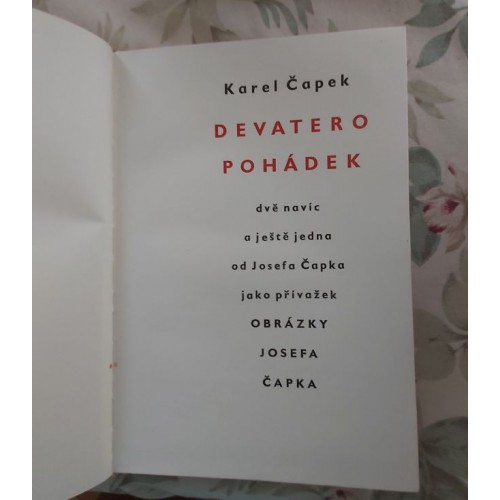 Karel Čapek
DEVATERO
POHÁDEK
dvě navíc
a ještě jedna
od Josefa Čapka
jako přívažek
OBRÁZKY
JOSEFA
ČAPKA